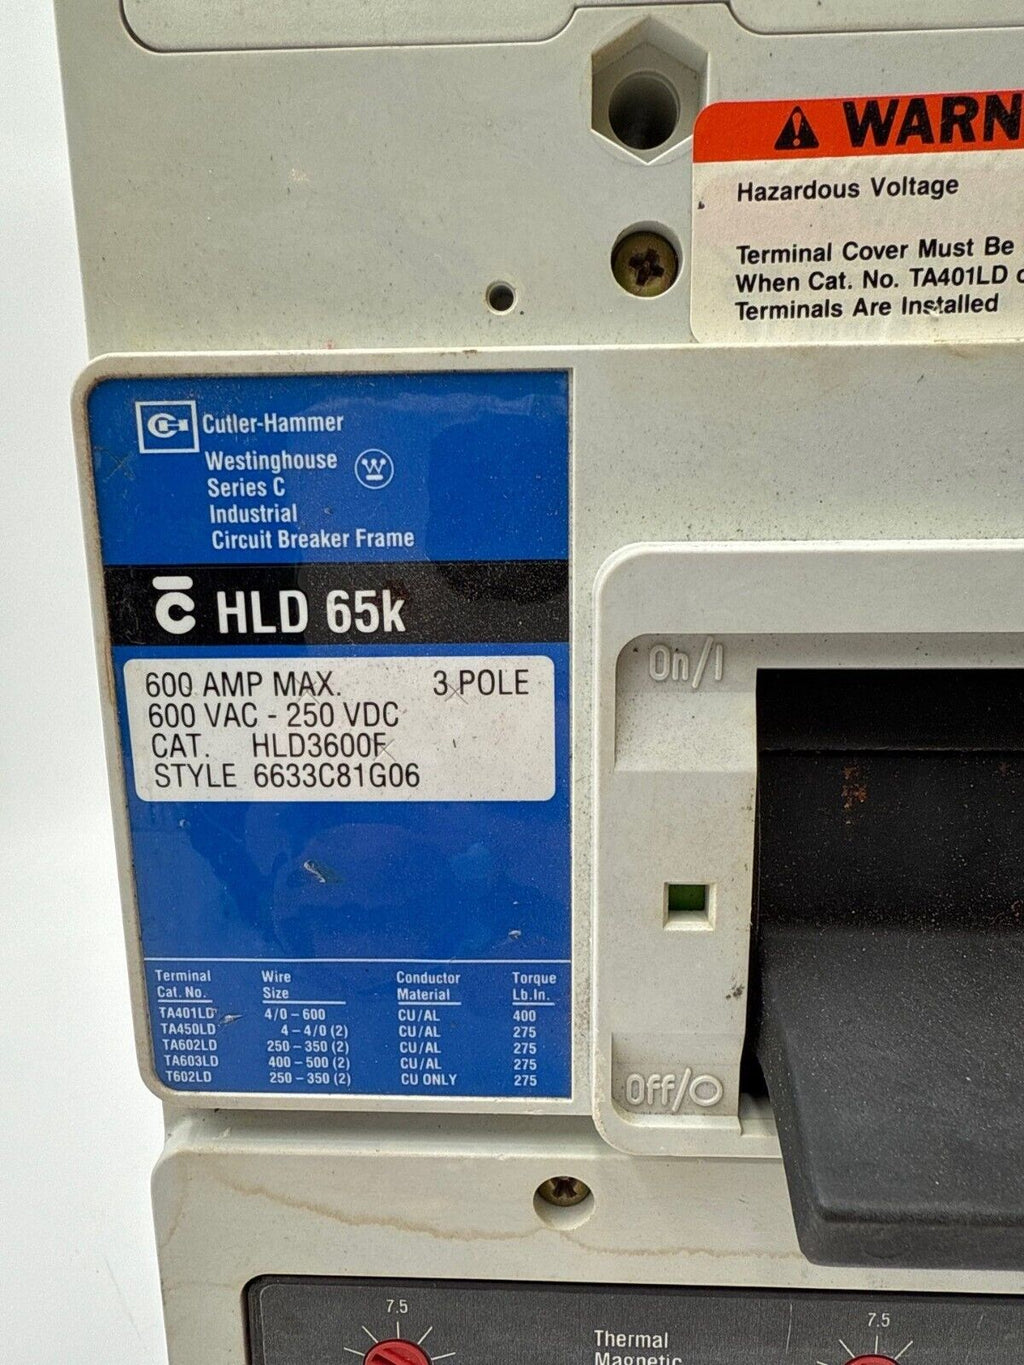 WARN
Hazardous Voltage
Terminal Cover Must Be
When Cat. No. TA401LD
Terminals Are Installed
Cutler-Hammer
Westinghouse
Series C
Industrial
Circuit Breaker Frame
C HLD 65k
600 AMP MAX. 3 POLE
600 VAC - 250 VDC
CAT. HLD3600F
STYLE 6633C81G06
On/I
Off/O
Terminal Wire Conductor Torque
Cat. No. Size Material Lb.In.
TA401LD 4/0 – 600 CU/AL 400
TA450LD 4 – 4/0 (2) CU/AL 275
TA602LD 250 – 350 (2) CU/AL 275
TA603LD 400 – 500 (2) CU/AL 275
T602LD 250 – 350 (2) CU ONLY 275
7.5 7.5
Thermal
Magnetic